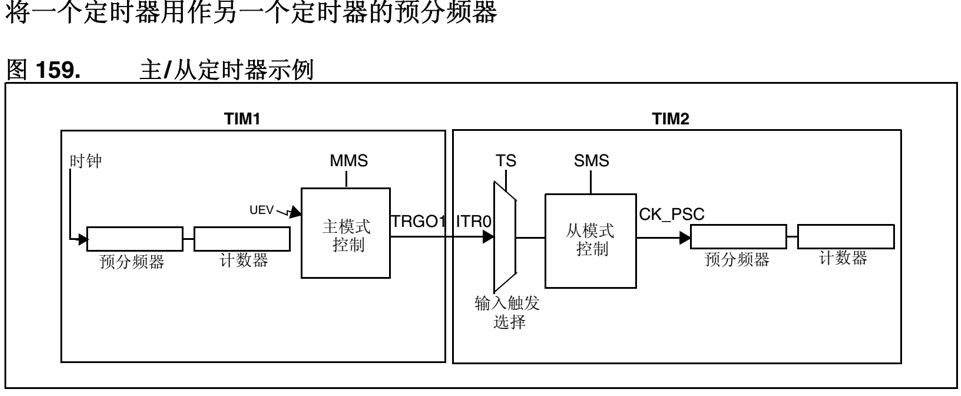 将一个定时器用作另一个定时器的预分频器
图 159. 主/从定时器示例
TIM1
TIM2
时钟
MMS
TS
SMS
UEV
主模式
控制
TRGO1
ITR0
从模式
控制
CK_PSC
预分频器
计数器
预分频器
计数器
输入触发
选择